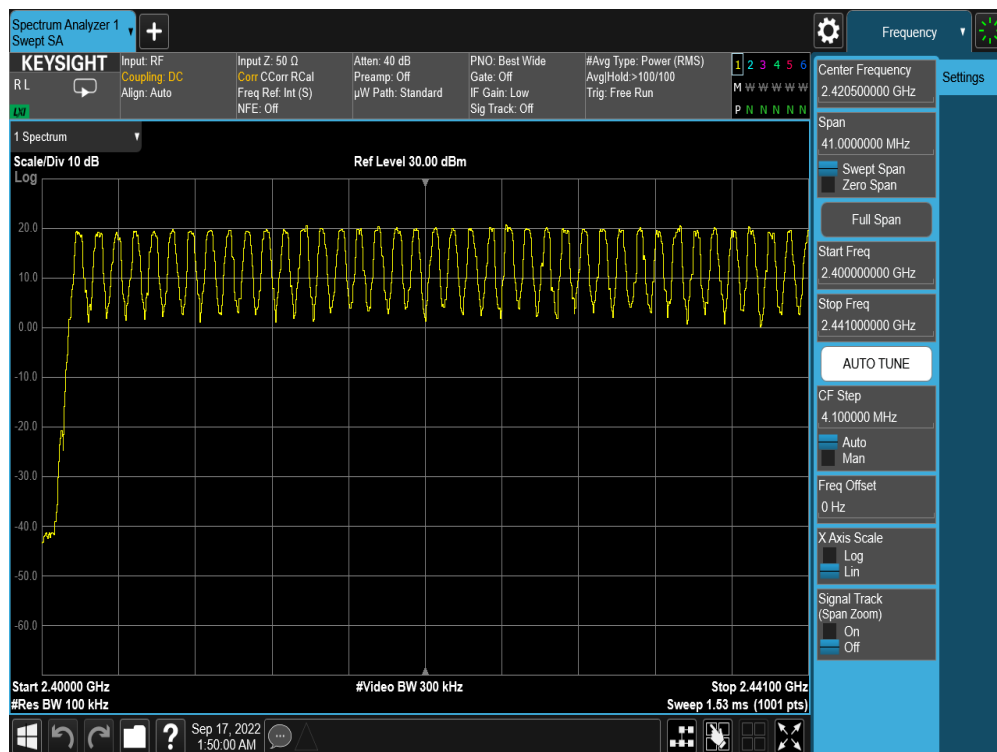 Spectrum Analyzer 1
Swept SA
Frequency
KEYSIGHT
R L
LXI
Input: RF
Coupling: DC
Align: Auto
Input Z: 50 Ω
Corr CCorr RCal
Freq Ref: Int (S)
NFE: Off
Atten: 40 dB
Preamp: Off
µW Path: Standard
PNO: Best Wide
Gate: Off
IF Gain: Low
Sig Track: Off
#Avg Type: Power (RMS)
Avg|Hold:>100/100
Trig: Free Run
1 2 3 4 5 6
M W W W W W
P N N N N N
1 Spectrum
Scale/Div 10 dB
Ref Level 30.00 dBm
Log
20.0
10.0
0.00
-10.0
-20.0
-30.0
-40.0
-50.0
-60.0
Start 2.40000 GHz
#Video BW 300 kHz
Stop 2.44100 GHz
#Res BW 100 kHz
Sweep 1.53 ms (1001 pts)
Center Frequency
2.420500000 GHz
Settings
Span
41.0000000 MHz
Swept Span
Zero Span
Full Span
Start Freq
2.400000000 GHz
Stop Freq
2.441000000 GHz
AUTO TUNE
CF Step
4.100000 MHz
Auto
Man
Freq Offset
0 Hz
X Axis Scale
Log
Lin
Signal Track
(Span Zoom)
On
Off
?
Sep 17, 2022
1:50:00 AM